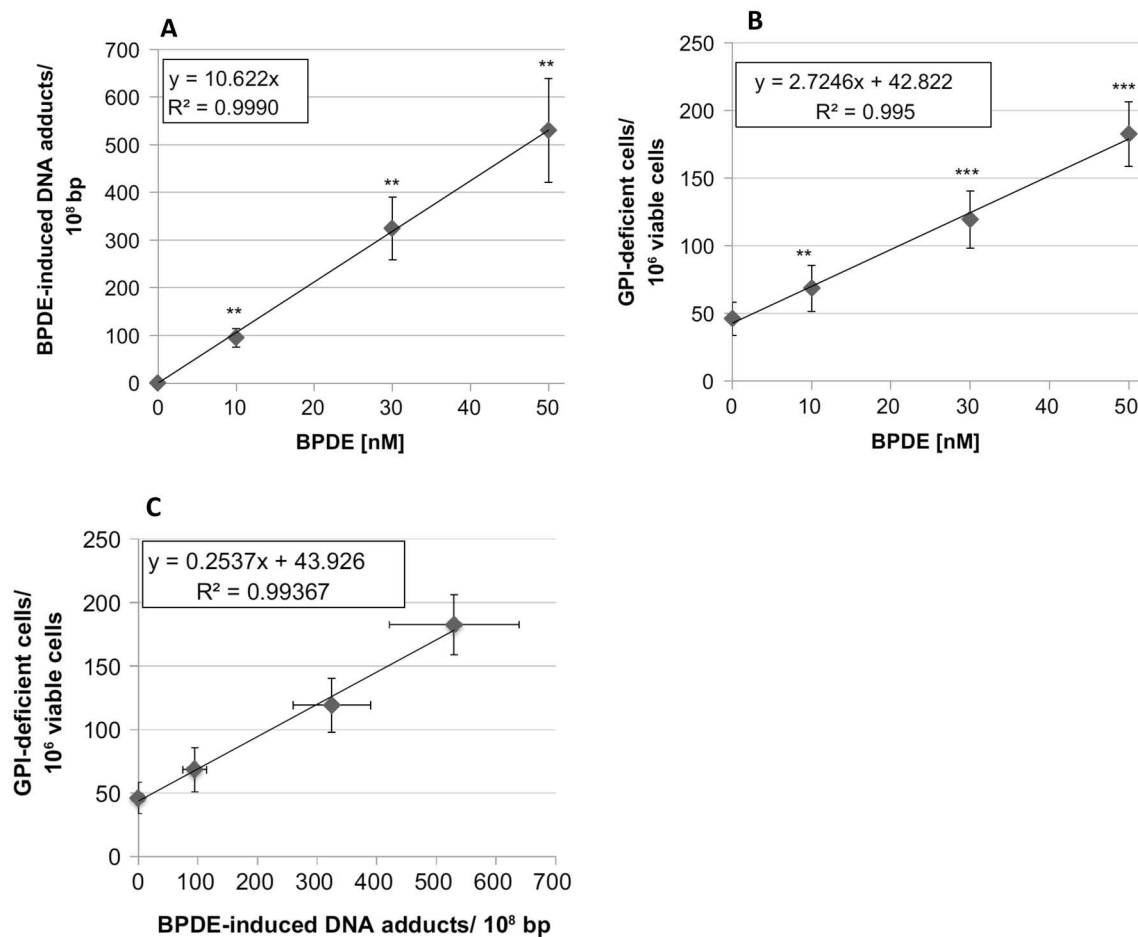 A
700
600
500
400
300
200
100
0
y = 10.622x
R² = 0.9990
**
**
**
0
10
20
30
40
50
BPDE [nM]
BPDE-induced DNA adducts/
10⁸ bp
B
250
200
150
100
50
0
y = 2.7246x + 42.822
R² = 0.995
**
***
***
0
10
20
30
40
50
BPDE [nM]
GPI-deficient cells/
10⁶ viable cells
C
250
200
150
100
50
0
y = 0.2537x + 43.926
R² = 0.99367
0
100
200
300
400
500
600
700
BPDE-induced DNA adducts/ 10⁸ bp
GPI-deficient cells/
10⁶ viable cells